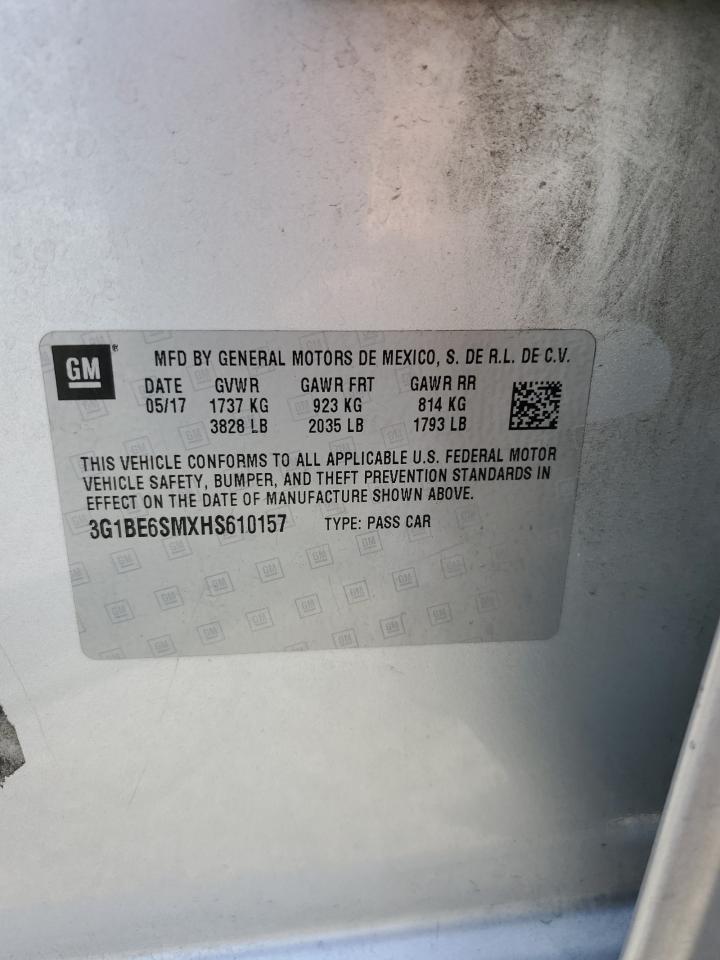 GM®
MFD BY GENERAL MOTORS DE MEXICO, S. DE R.L. DE C.V.
DATE GVWR GAWR FRT GAWR RR
05/17 1737 KG 923 KG 814 KG
3828 LB 2035 LB 1793 LB
THIS VEHICLE CONFORMS TO ALL APPLICABLE U.S. FEDERAL MOTOR
VEHICLE SAFETY, BUMPER, AND THEFT PREVENTION STANDARDS IN
EFFECT ON THE DATE OF MANUFACTURE SHOWN ABOVE.
3G1BE6SMXHS610157 TYPE: PASS CAR